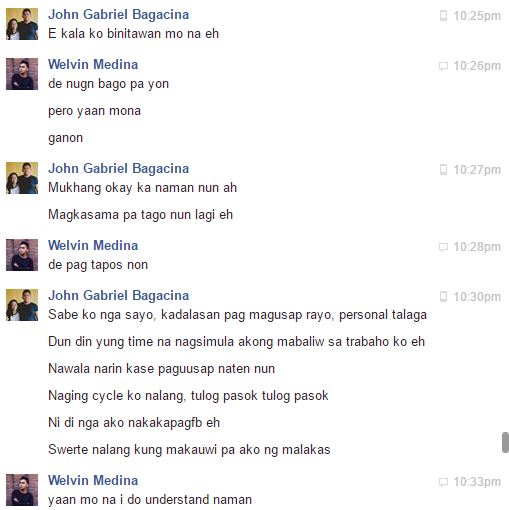 John Gabriel Bagacina 10:25pm
E kala ko binitawan mo na eh
Welvin Medina 10:26pm
de nugn bago pa yon
pero yaan mona
ganon
John Gabriel Bagacina 10:27pm
Mukhang okay ka naman nun ah
Magkasama pa tago nun lagi eh
Welvin Medina 10:28pm
de pag tapos non
John Gabriel Bagacina 10:30pm
Sabe ko nga sayo, kadalasan pag magusap rayo, personal talaga
Dun din yung time na nagsimula akong mabaliw sa trabaho ko eh
Nawala narin kase paguusap naten nun
Naging cycle ko nalang, tulog pasok tulog pasok
Ni di nga ako nakakapagfb eh
Swerte nalang kung makauwi pa ako ng malakas
Welvin Medina 10:33pm
yaan mo na i do understand naman